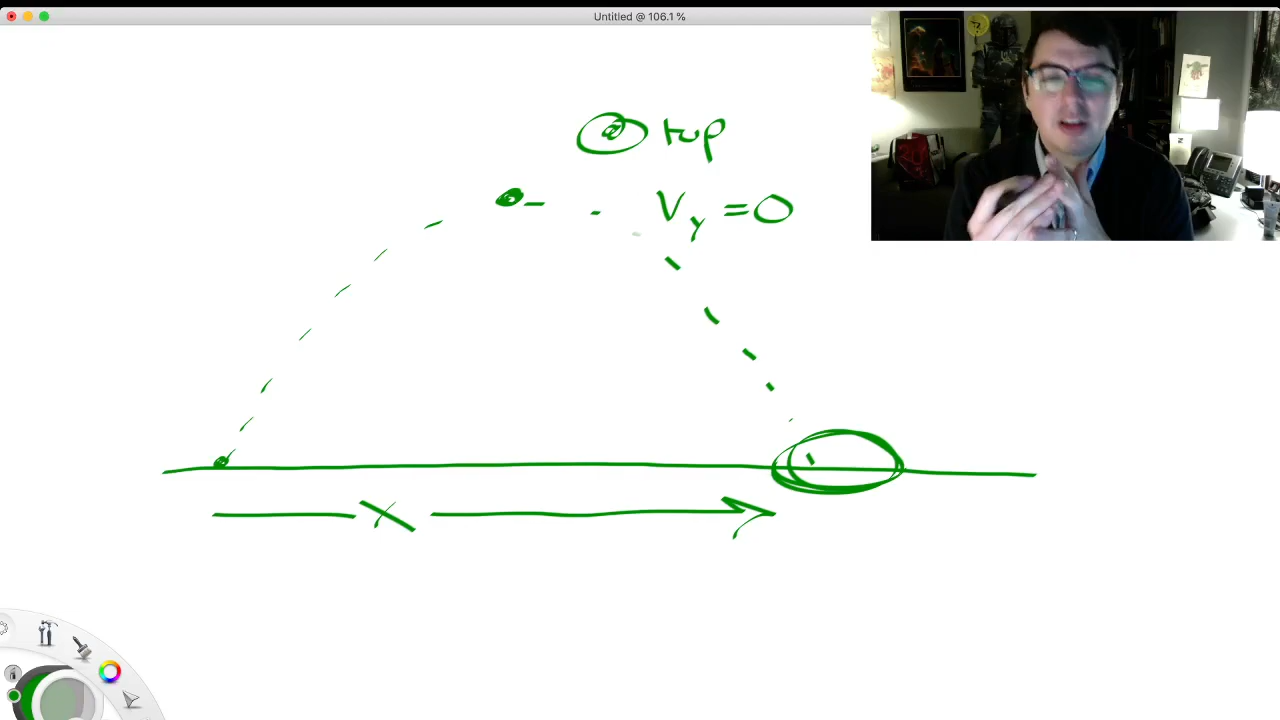 Untitled @ 106.1 %
@ top
Vy = 0
X